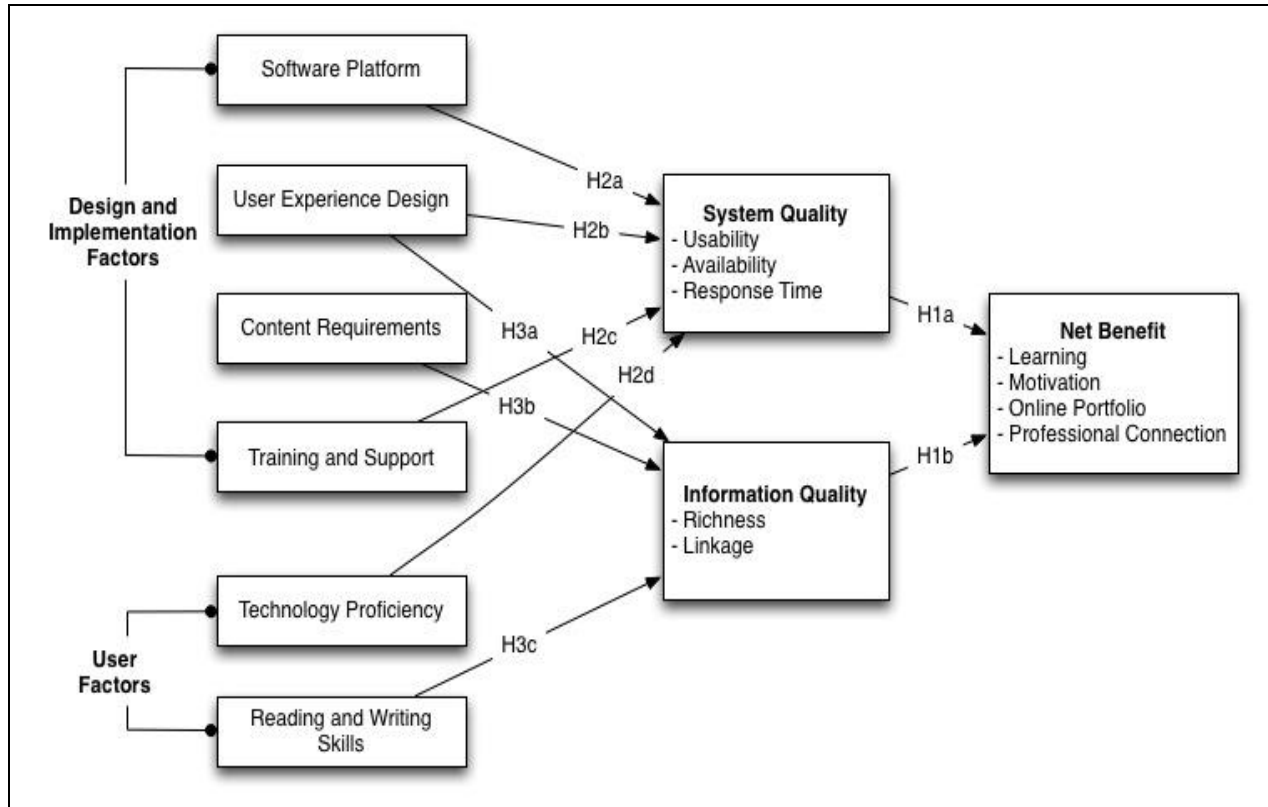 Software Platform
User Experience Design
Content Requirements
Training and Support
Technology Proficiency
Reading and Writing
Skills
Design and
Implementation
Factors
User
Factors
H2a
H2b
H3a
H2c
H2d
H3b
H3c
System Quality
- Usability
- Availability
- Response Time
Information Quality
- Richness
- Linkage
H1a
H1b
Net Benefit
- Learning
- Motivation
- Online Portfolio
- Professional Connection